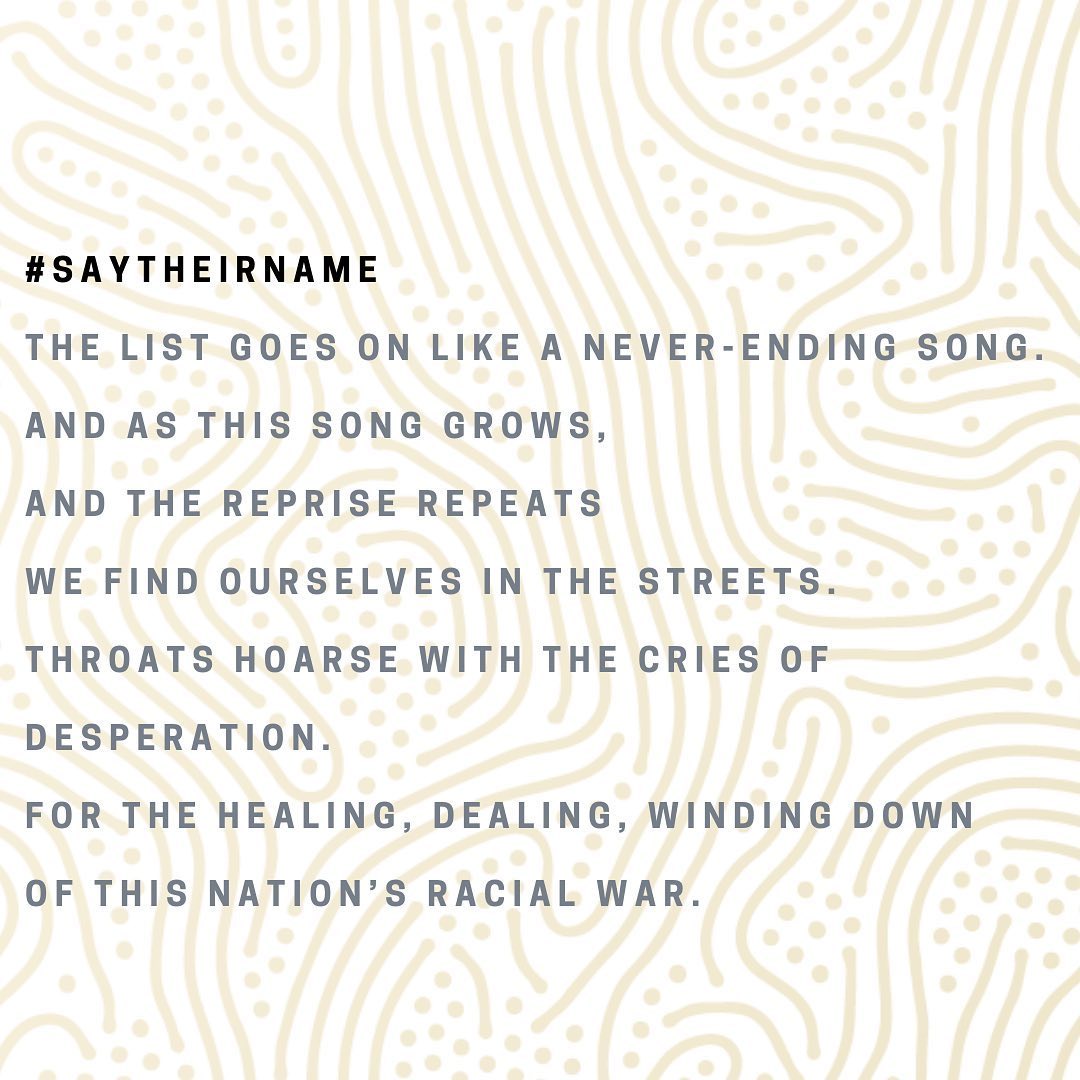 #SAYTHEIRNAME
THE LIST GOES ON LIKE A NEVER-ENDING SONG.
AND AS THIS SONG GROWS,
AND THE REPRISE REPEATS
WE FIND OURSELVES IN THE STREETS.
THROATS HOARSE WITH THE CRIES OF
DESPERATION.
FOR THE HEALING, DEALING, WINDING DOWN
OF THIS NATION’S RACIAL WAR.